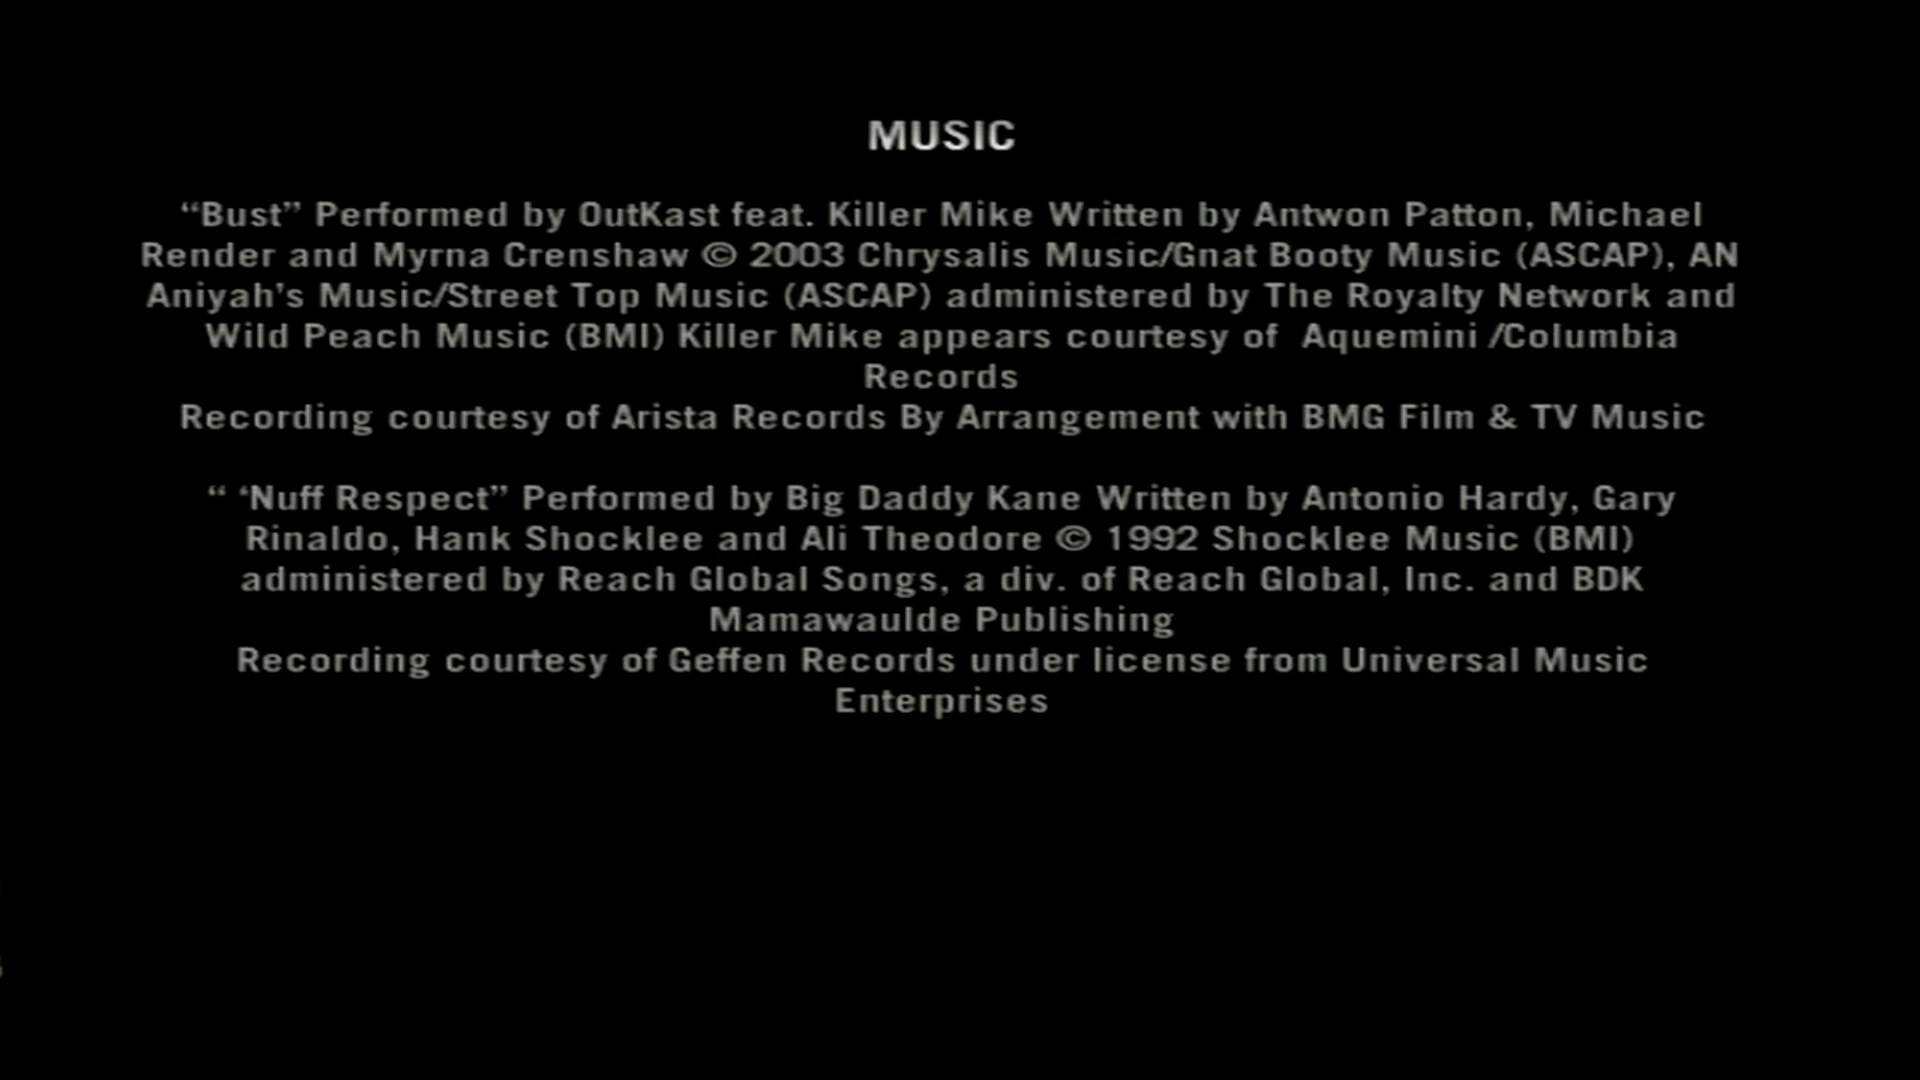 MUSIC
“Bust” Performed by OutKast feat. Killer Mike Written by Antwon Patton, Michael
Render and Myrna Crenshaw © 2003 Chrysalis Music/Gnat Booty Music (ASCAP), AN
Aniyah's Music/Street Top Music (ASCAP) administered by The Royalty Network and
Wild Peach Music (BMI) Killer Mike appears courtesy of Aquemini /Columbia
Records
Recording courtesy of Arista Records By Arrangement with BMG Film & TV Music
“ ‘Nuff Respect” Performed by Big Daddy Kane Written by Antonio Hardy, Gary
Rinaldo, Hank Shocklee and Ali Theodore © 1992 Shocklee Music (BMI)
administered by Reach Global Songs, a div. of Reach Global, Inc. and BDK
Mamawaulde Publishing
Recording courtesy of Geffen Records under license from Universal Music
Enterprises